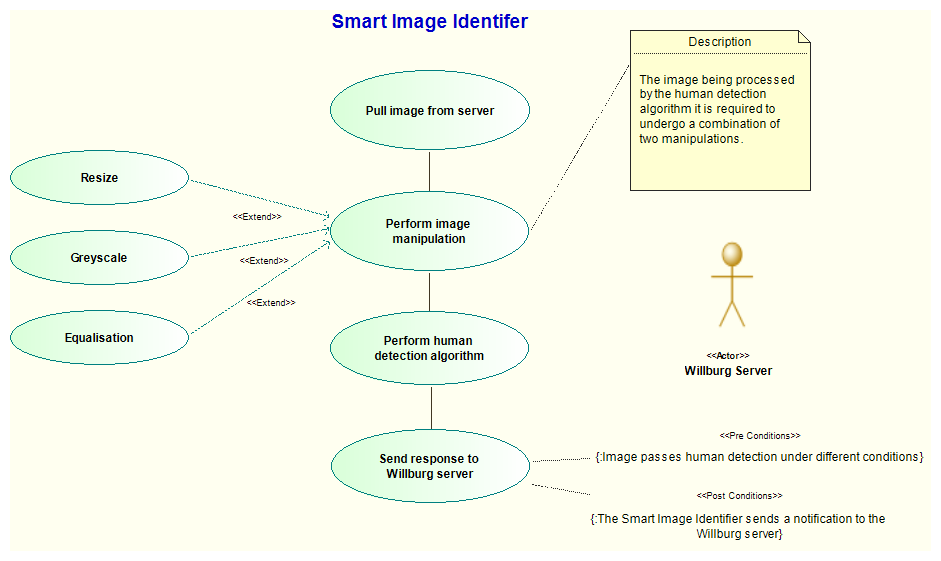 Smart Image Identifer
Description
The image being processed
by the human detection
algorithm it is required to
undergo a combination of
two manipulations.
Pull image from server
Resize
<<Extend>>
Perform image
manipulation
Greyscale
<<Extend>>
<<Extend>>
Equalisation
Perform human
detection algorithm
<<Actor>>
Willburg Server
Send response to
Willburg server
<<Pre Conditions>>
{:Image passes human detection under different conditions}
<<Post Conditions>>
{:The Smart Image Identifier sends a notification to the
Willburg server}